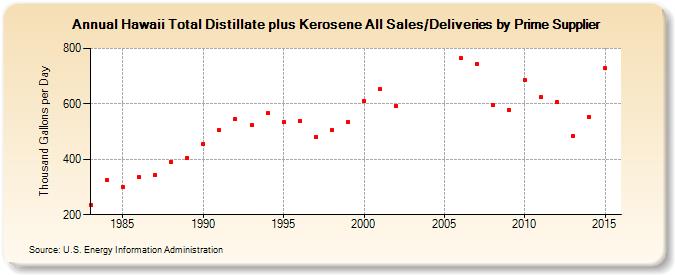 Annual Hawaii Total Distillate plus Kerosene All Sales/Deliveries by Prime Supplier
Thousand Gallons per Day
800
600
400
200
1985 1990 1995 2000 2005 2010 2015
Source: U.S. Energy Information Administration